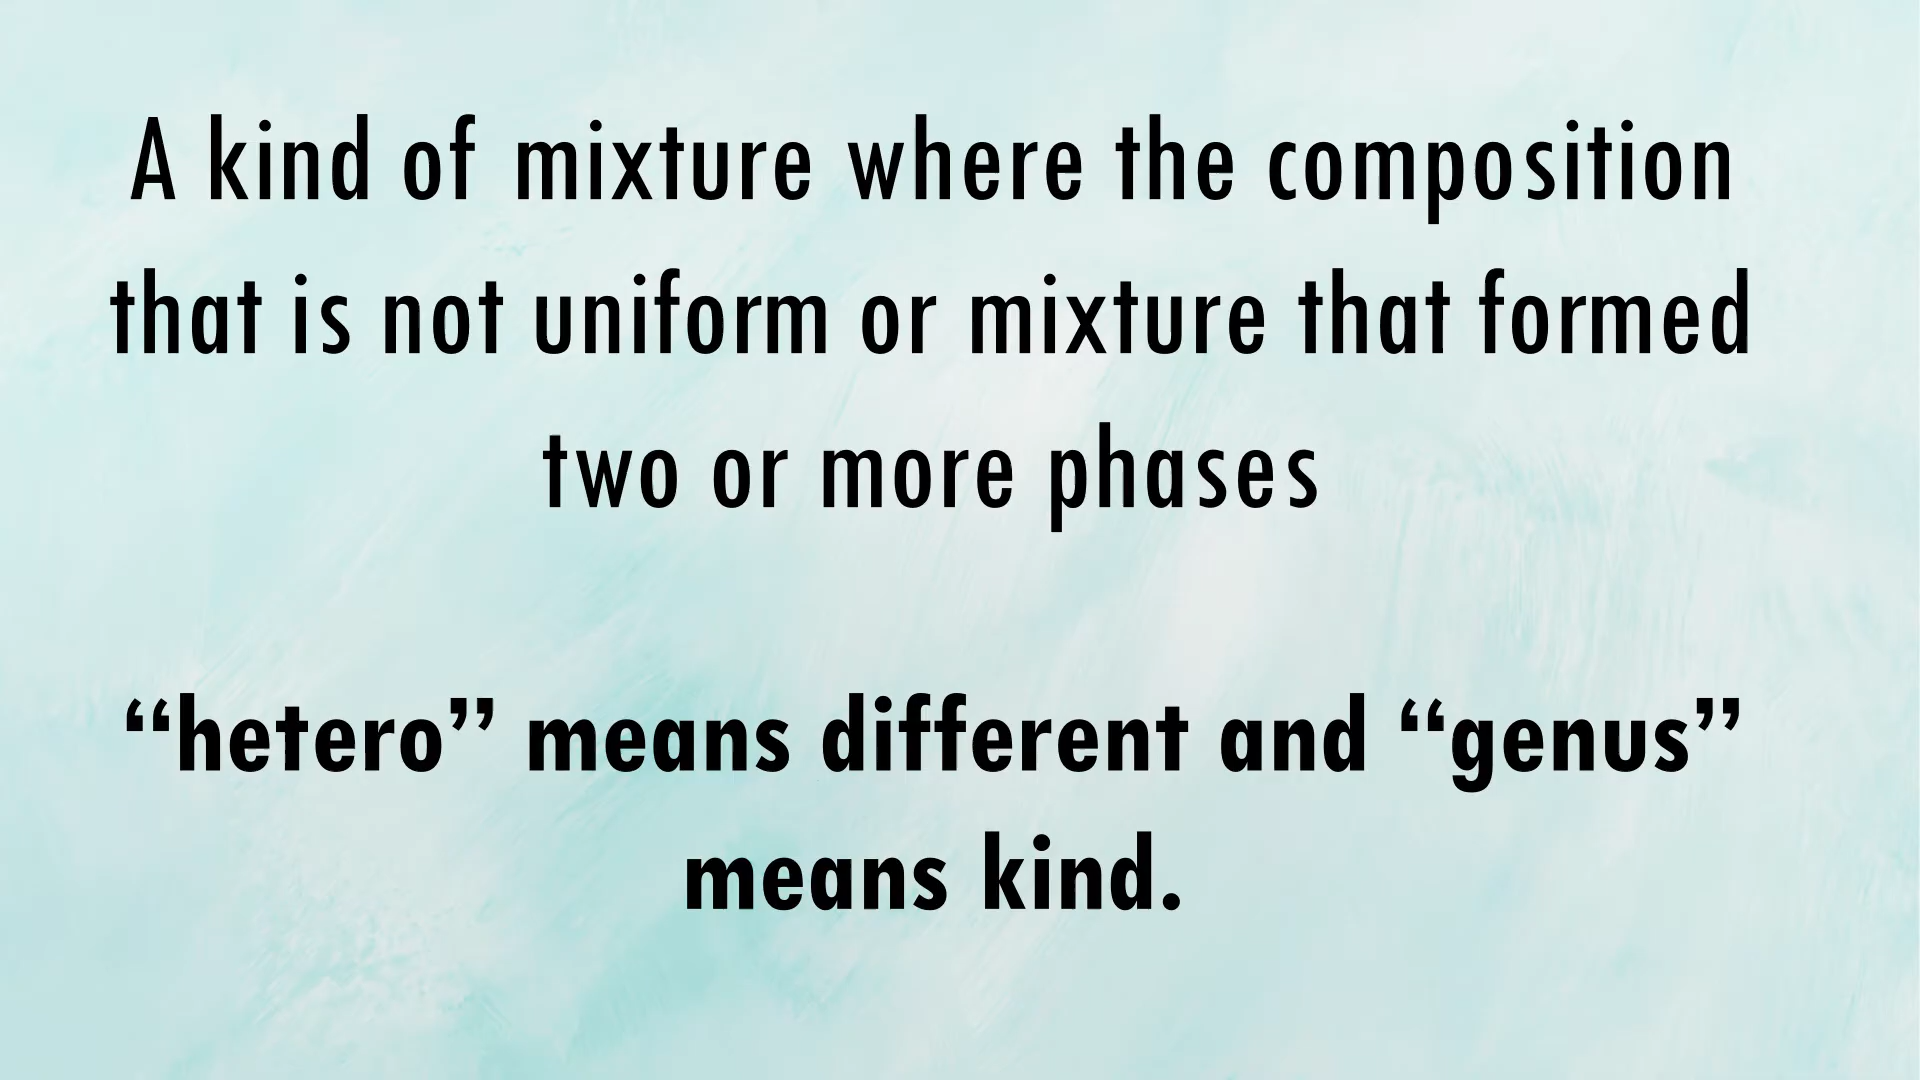 A kind of mixture where the composition
that is not uniform or mixture that formed
two or more phases
“hetero” means different and “genus”
means kind.